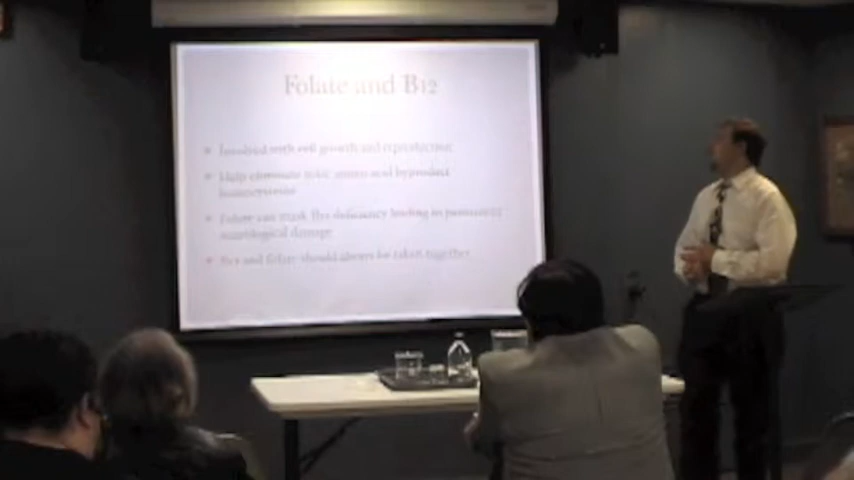 Folate and B12
Involved with cell growth and reproduction
Help eliminate toxic amino acid byproduct
homocysteine
Folate can mask B12 deficiency leading to permanent
neurological damage
B12 and folate should always be taken together